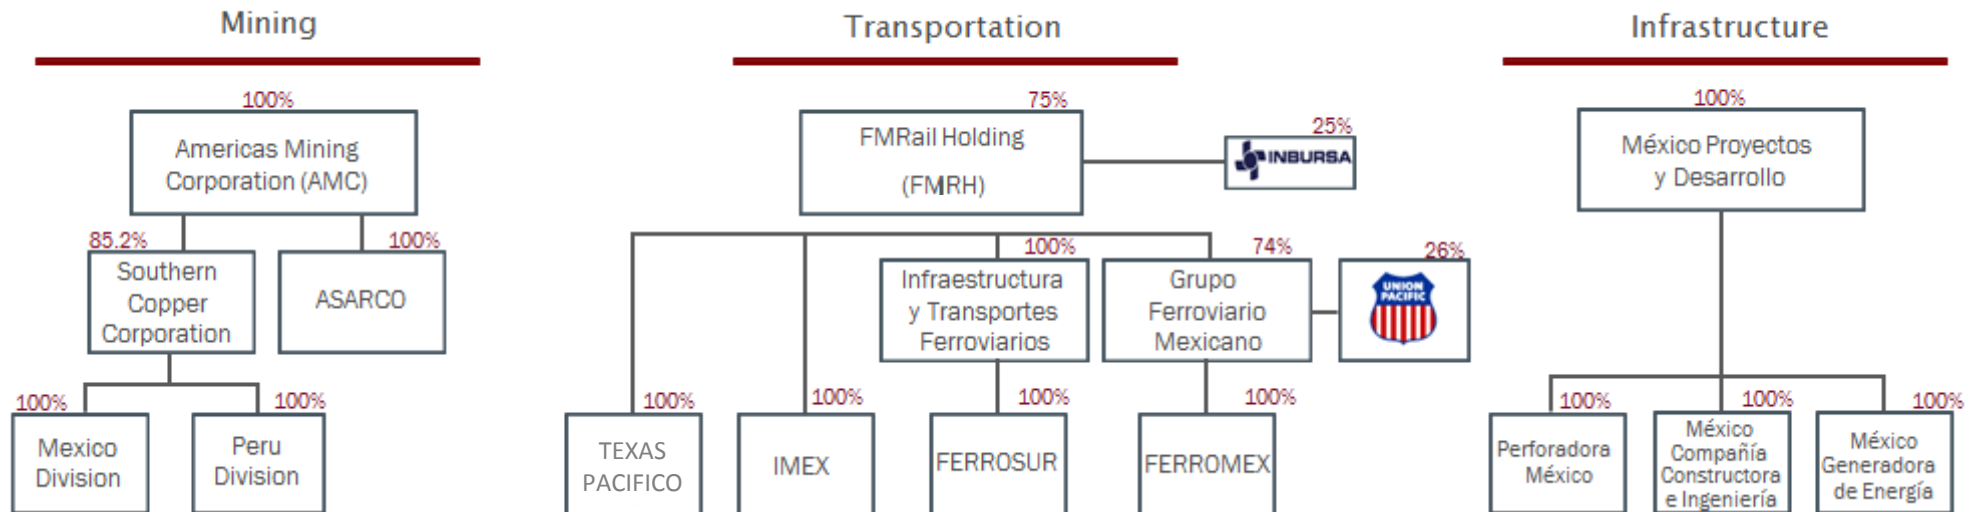 Mining
Transportation
Infrastructure
100%
Americas Mining
Corporation (AMC)
85.2%
Southern
Copper
Corporation
100%
ASARCO
100%
Mexico
Division
100%
Peru
Division
75%
FMRail Holding
(FMRH)
25%
INBURSA
100%
Infraestructura
y Transportes
Ferroviarios
74%
Grupo
Ferroviario
Mexicano
26%
UNION
PACIFIC
100%
TEXAS
PACIFICO
100%
IMEX
100%
FERROSUR
100%
FERROMEX
100%
México Proyectos
y Desarrollo
100%
Perforadora
México
100%
México
Compañía
Constructora
e Ingeniería
100%
México
Generadora
de Energía